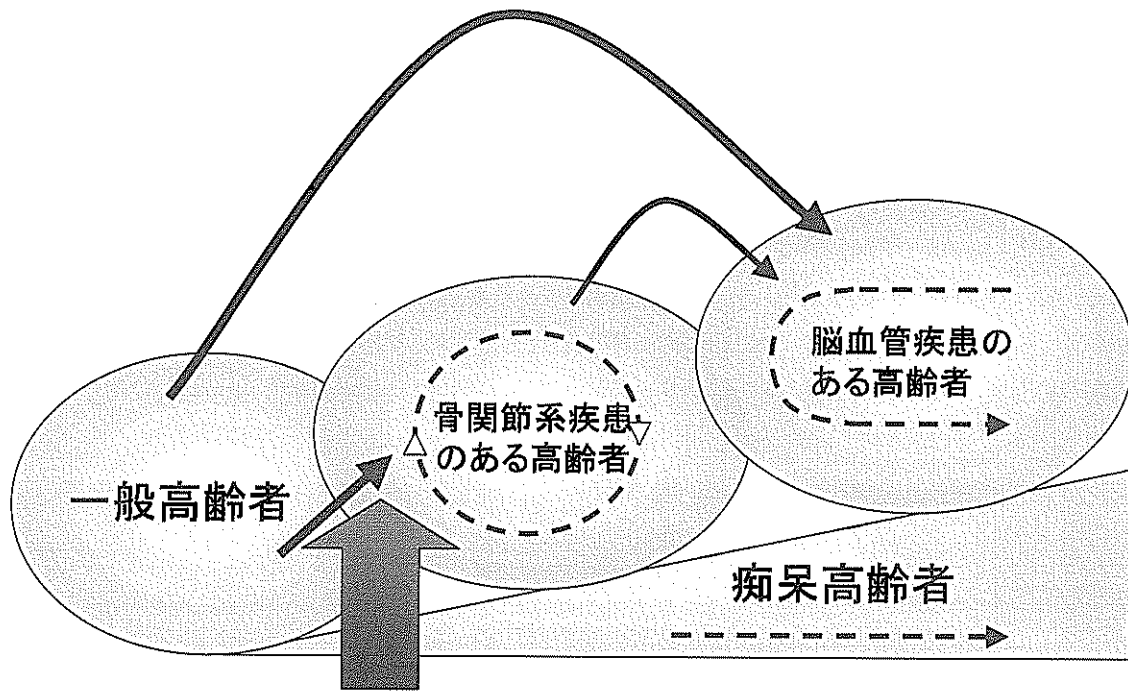 脳血管疾患の
ある高齢者
骨関節系疾患
のある高齢者
一般高齢者
痴呆高齢者